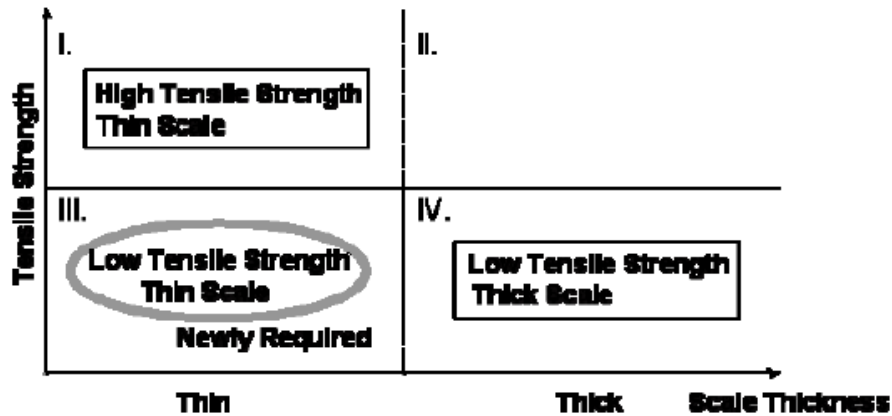 I.
II.
High Tensile Strength
Thin Scale
Tensile Strength
III.
IV.
Low Tensile Strength
Thin Scale
Newly Required
Low Tensile Strength
Thick Scale
Thin
Thick
Scale Thickness